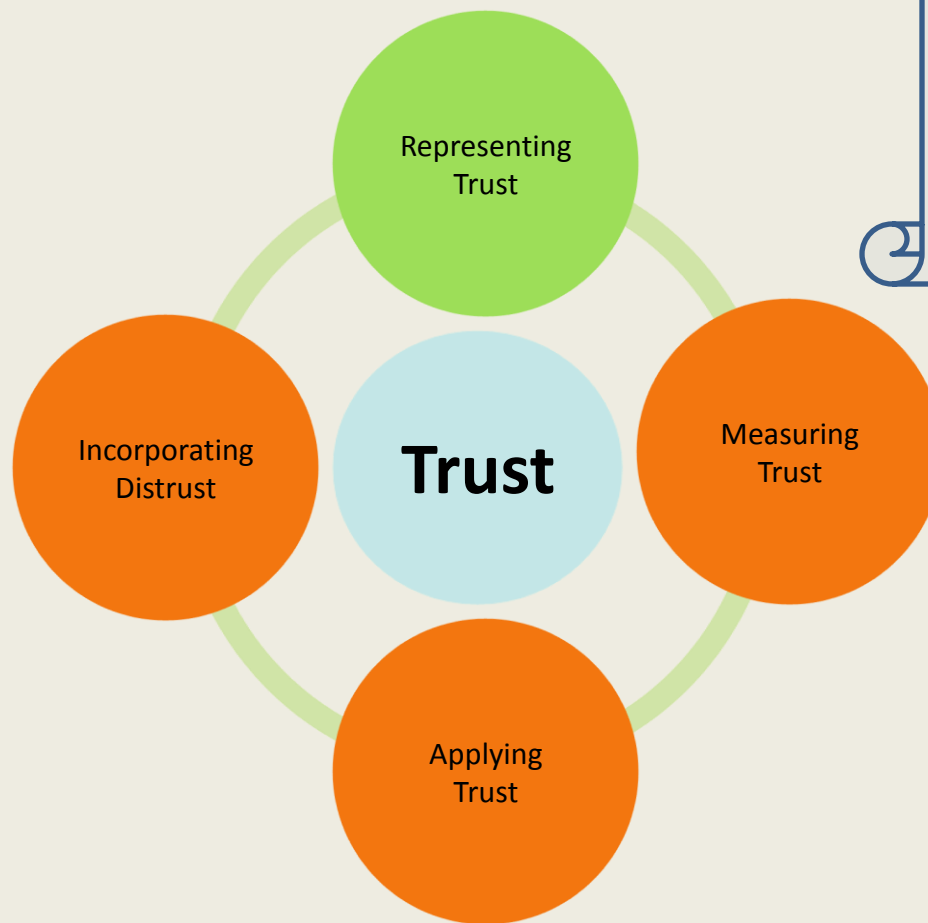 Representing
Trust
Incorporating
Distrust
Trust
Measuring
Trust
Applying
Trust